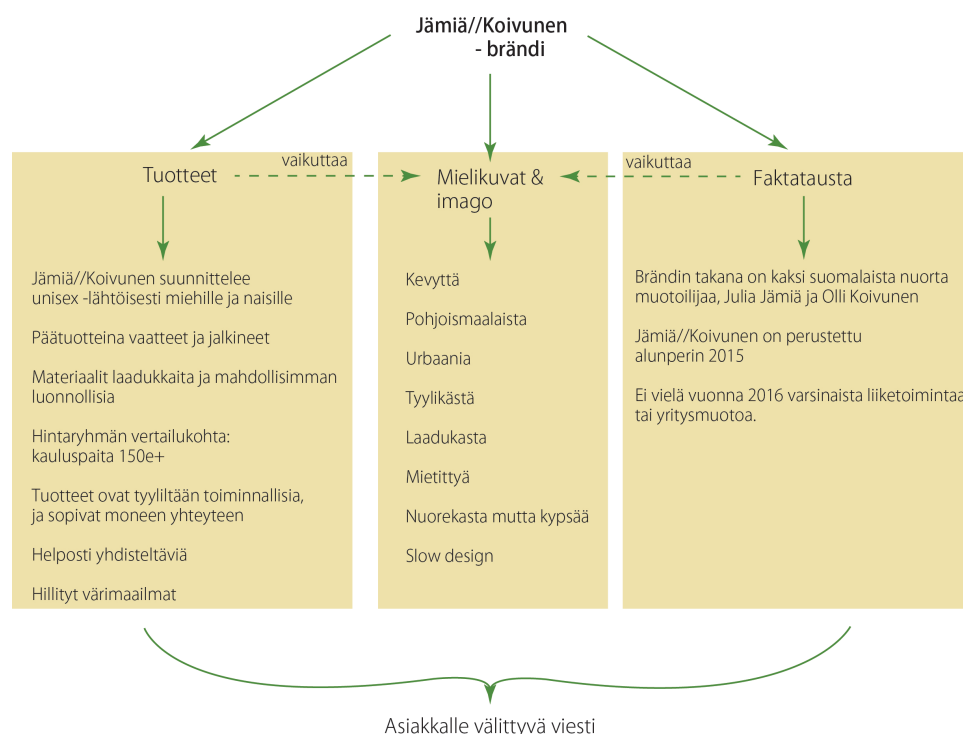 Jämiä//Koivunen
- brändi
vaikuttaa
Tuotteet
Jämiä//Koivunen suunnittelee
unisex -lähtöisesti miehille ja naisille
Päätuotteina vaatteet ja jalkineet
Materiaalit laadukkaita ja mahdollisimman
luonnollisia
Hintaryhmän vertailukohta:
kauluspaita 150e+
Tuotteet ovat tyyliltään toiminnallisia,
ja sopivat moneen yhteyteen
Helposti yhdisteltäviä
Hillityt värimaailmat
Mielikuvat &
imago
Kevyttä
Pohjoismaalaista
Urbaania
Tyylikästä
Laadukasta
Mietittyä
Nuorekasta mutta kypsää
Slow design
vaikuttaa
Faktatausta
Brändin takana on kaksi suomalaista nuorta
muotoilijaa, Julia Jämiä ja Olli Koivunen
Jämiä//Koivunen on perustettu
alunperin 2015
Ei vielä vuonna 2016 varsinaista liiketoimintaa
tai yritysmuotoa.
Asiakkalle välittyvä viesti